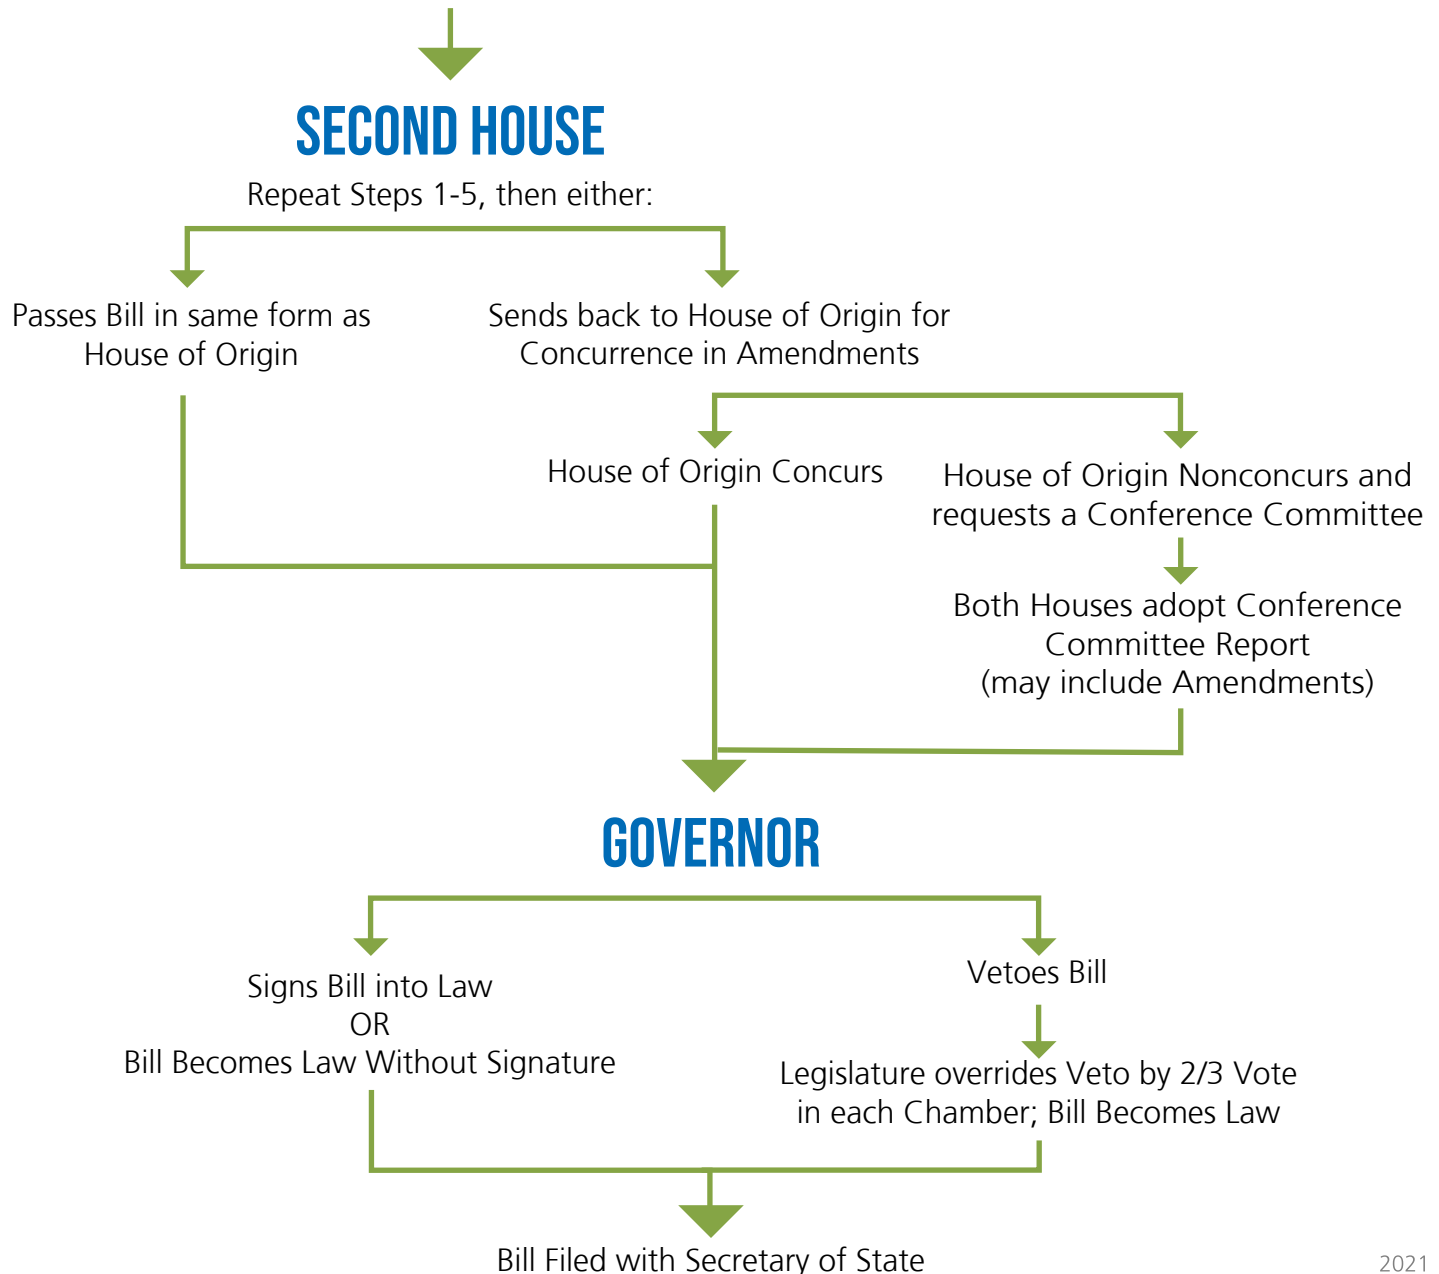 SECOND HOUSE
Repeat Steps 1-5, then either:
Passes Bill in same form as
House of Origin
Sends back to House of Origin for
Concurrence in Amendments
House of Origin Concurs
House of Origin Nonconcurs and
requests a Conference Committee
Both Houses adopt Conference
Committee Report
(may include Amendments)
GOVERNOR
Signs Bill into Law
OR
Bill Becomes Law Without Signature
Vetoes Bill
Legislature overrides Veto by 2/3 Vote
in each Chamber; Bill Becomes Law
Bill Filed with Secretary of State
2021